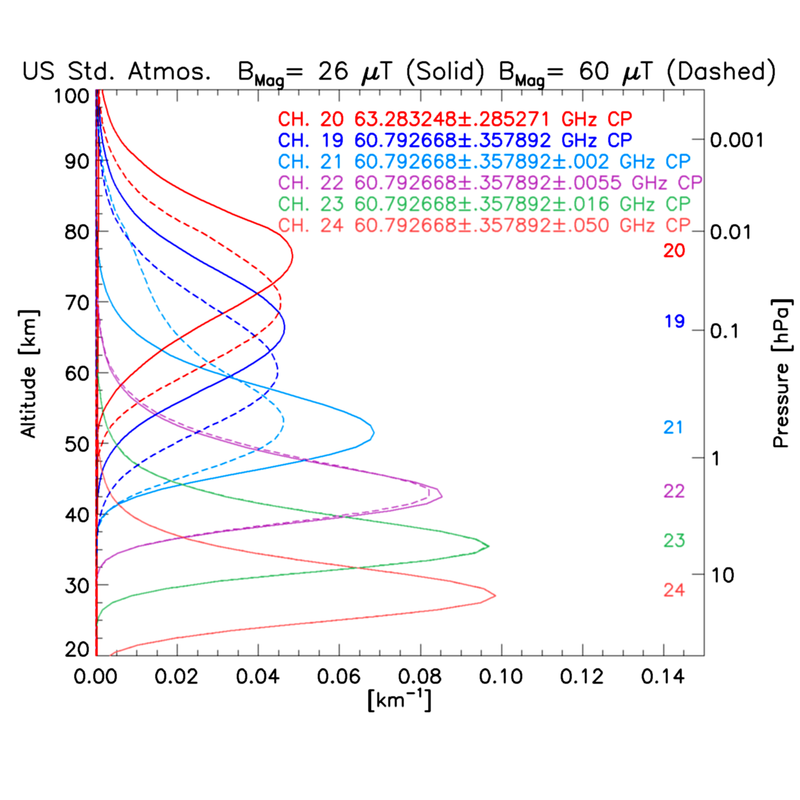 US Std. Atmos. BMag= 26 μT (Solid) BMag= 60 μT (Dashed)
CH. 20 63.283248±.285271 GHz CP
CH. 19 60.792668±.357892 GHz CP
CH. 21 60.792668±.357892±.002 GHz CP
CH. 22 60.792668±.357892±.0055 GHz CP
CH. 23 60.792668±.357892±.016 GHz CP
CH. 24 60.792668±.357892±.050 GHz CP
100
90
80
70
60
50
40
30
20
Altitude [km]
20
19
21
22
23
24
0.001
0.01
0.1
1
10
Pressure [hPa]
0.00 0.02 0.04 0.06 0.08 0.10 0.12 0.14
[km⁻¹]